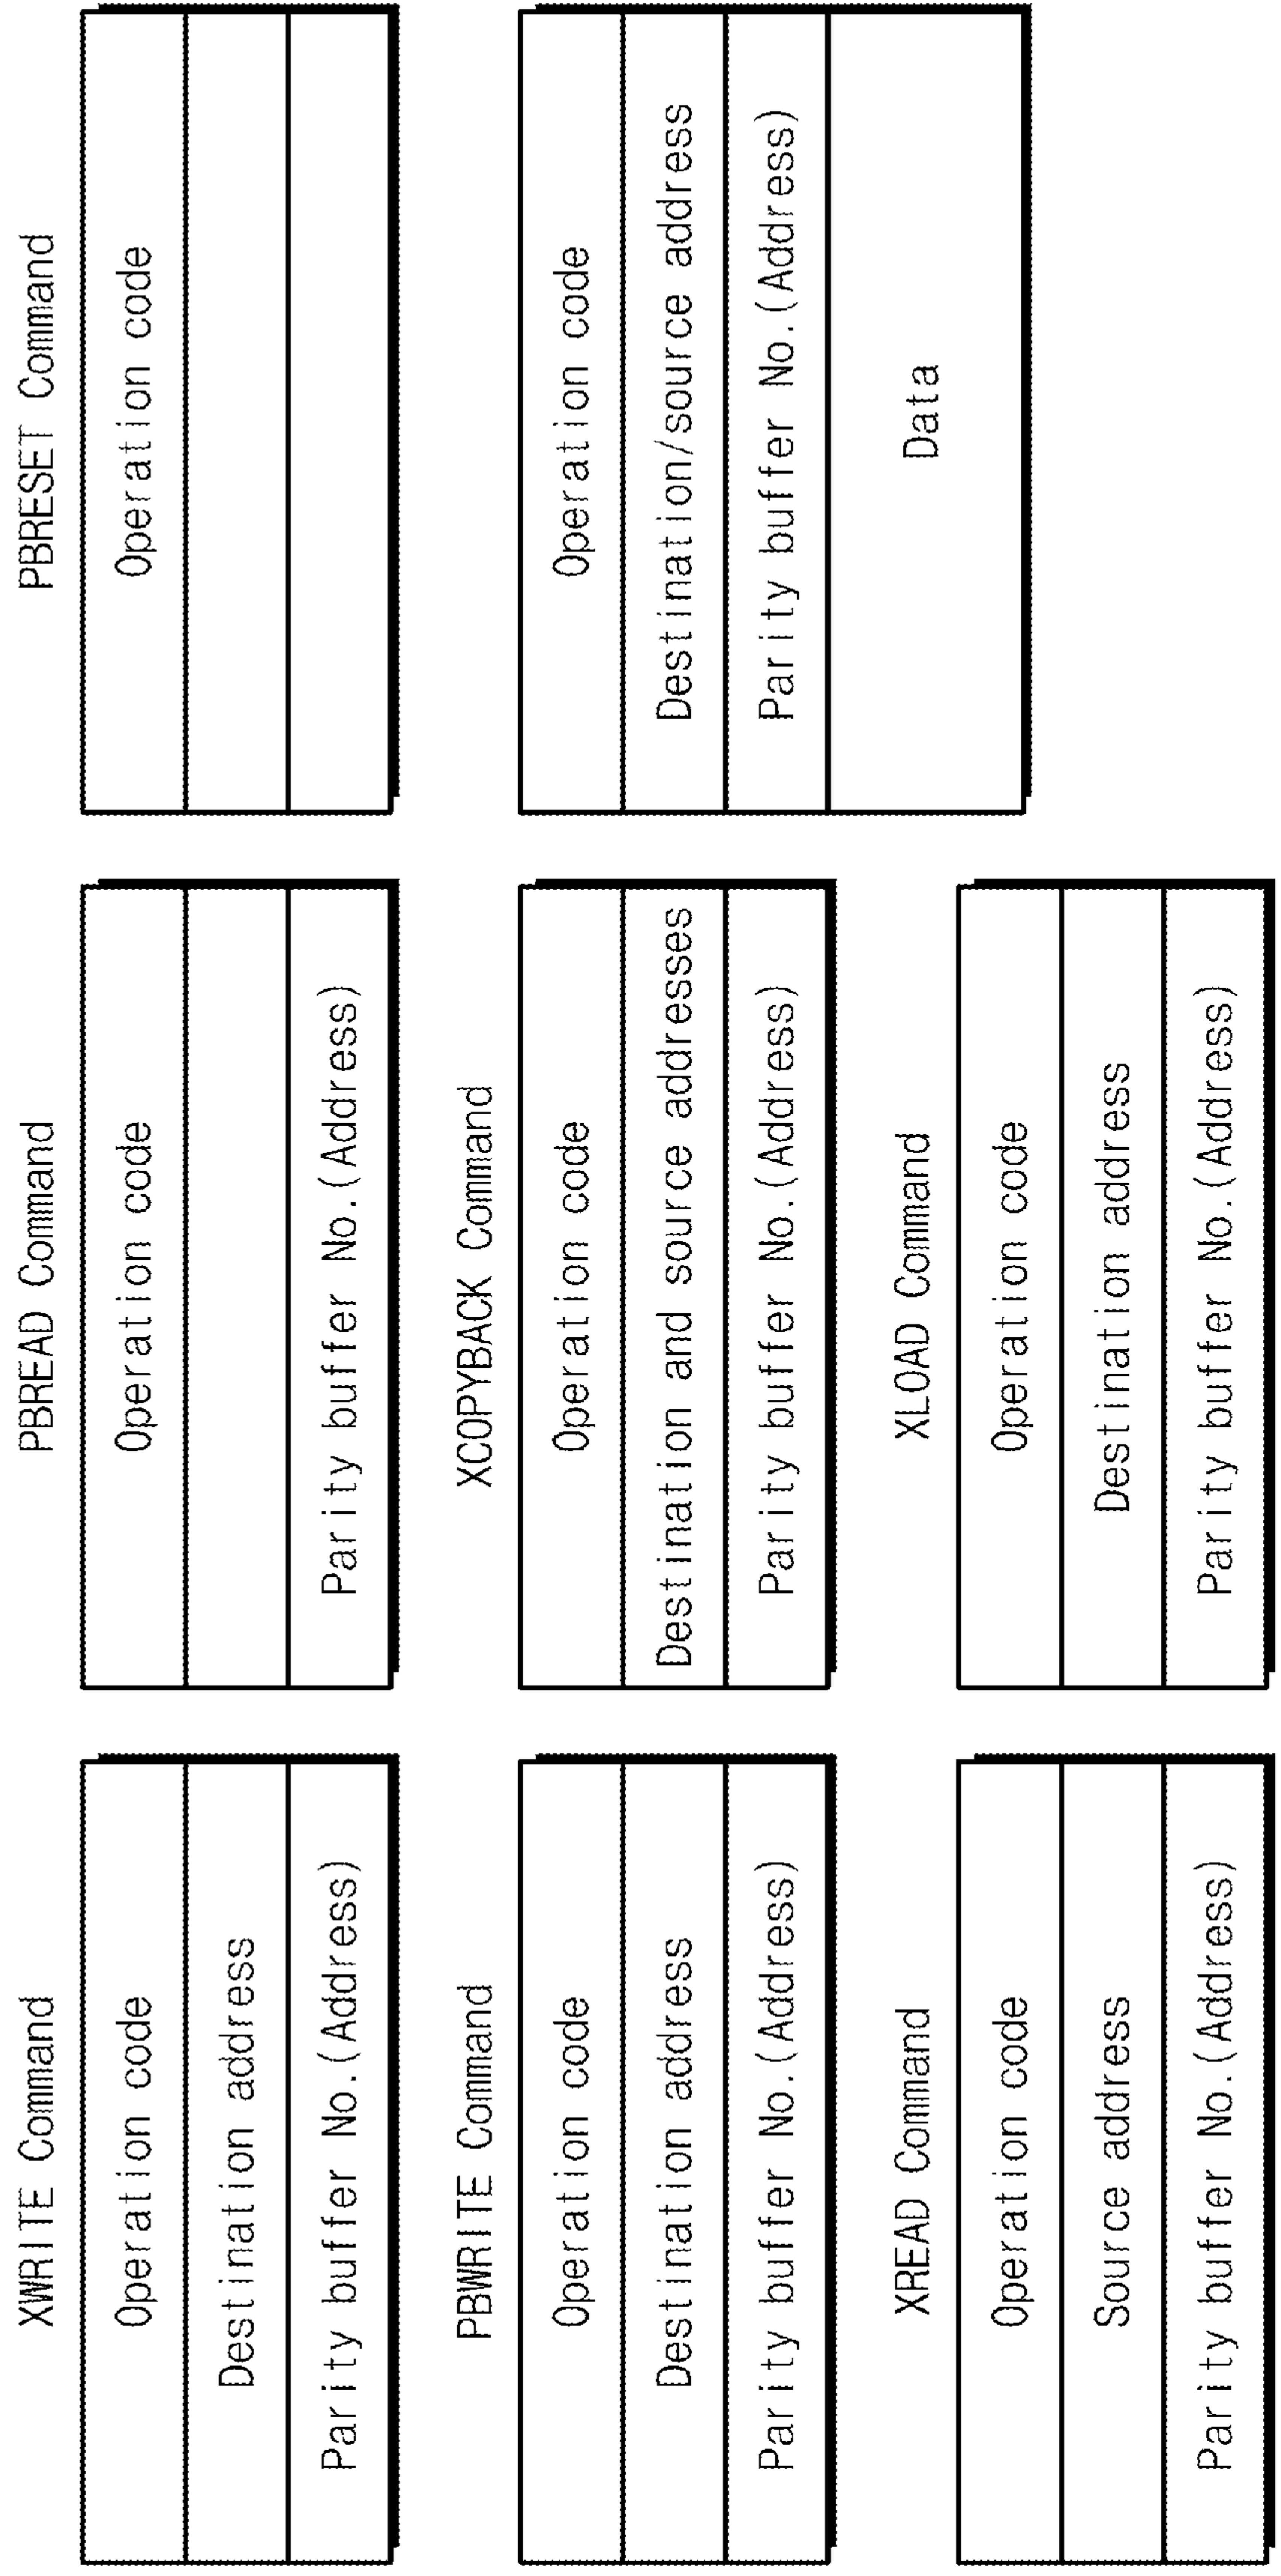 XWRITE Command
Operation code
Destination address
Parity buffer No.(Address)
PBREAD Command
Operation code
Parity buffer No.(Address)
PBRESET Command
Operation code
PBWRITE Command
Operation code
Destination address
Parity buffer No.(Address)
XCOPYBACK Command
Operation code
Destination and source addresses
Parity buffer No.(Address)
Operation code
Destination/source address
Parity buffer No.(Address)
Data
XREAD Command
Operation code
Source address
Parity buffer No.(Address)
XLOAD Command
Operation code
Destination address
Parity buffer No.(Address)